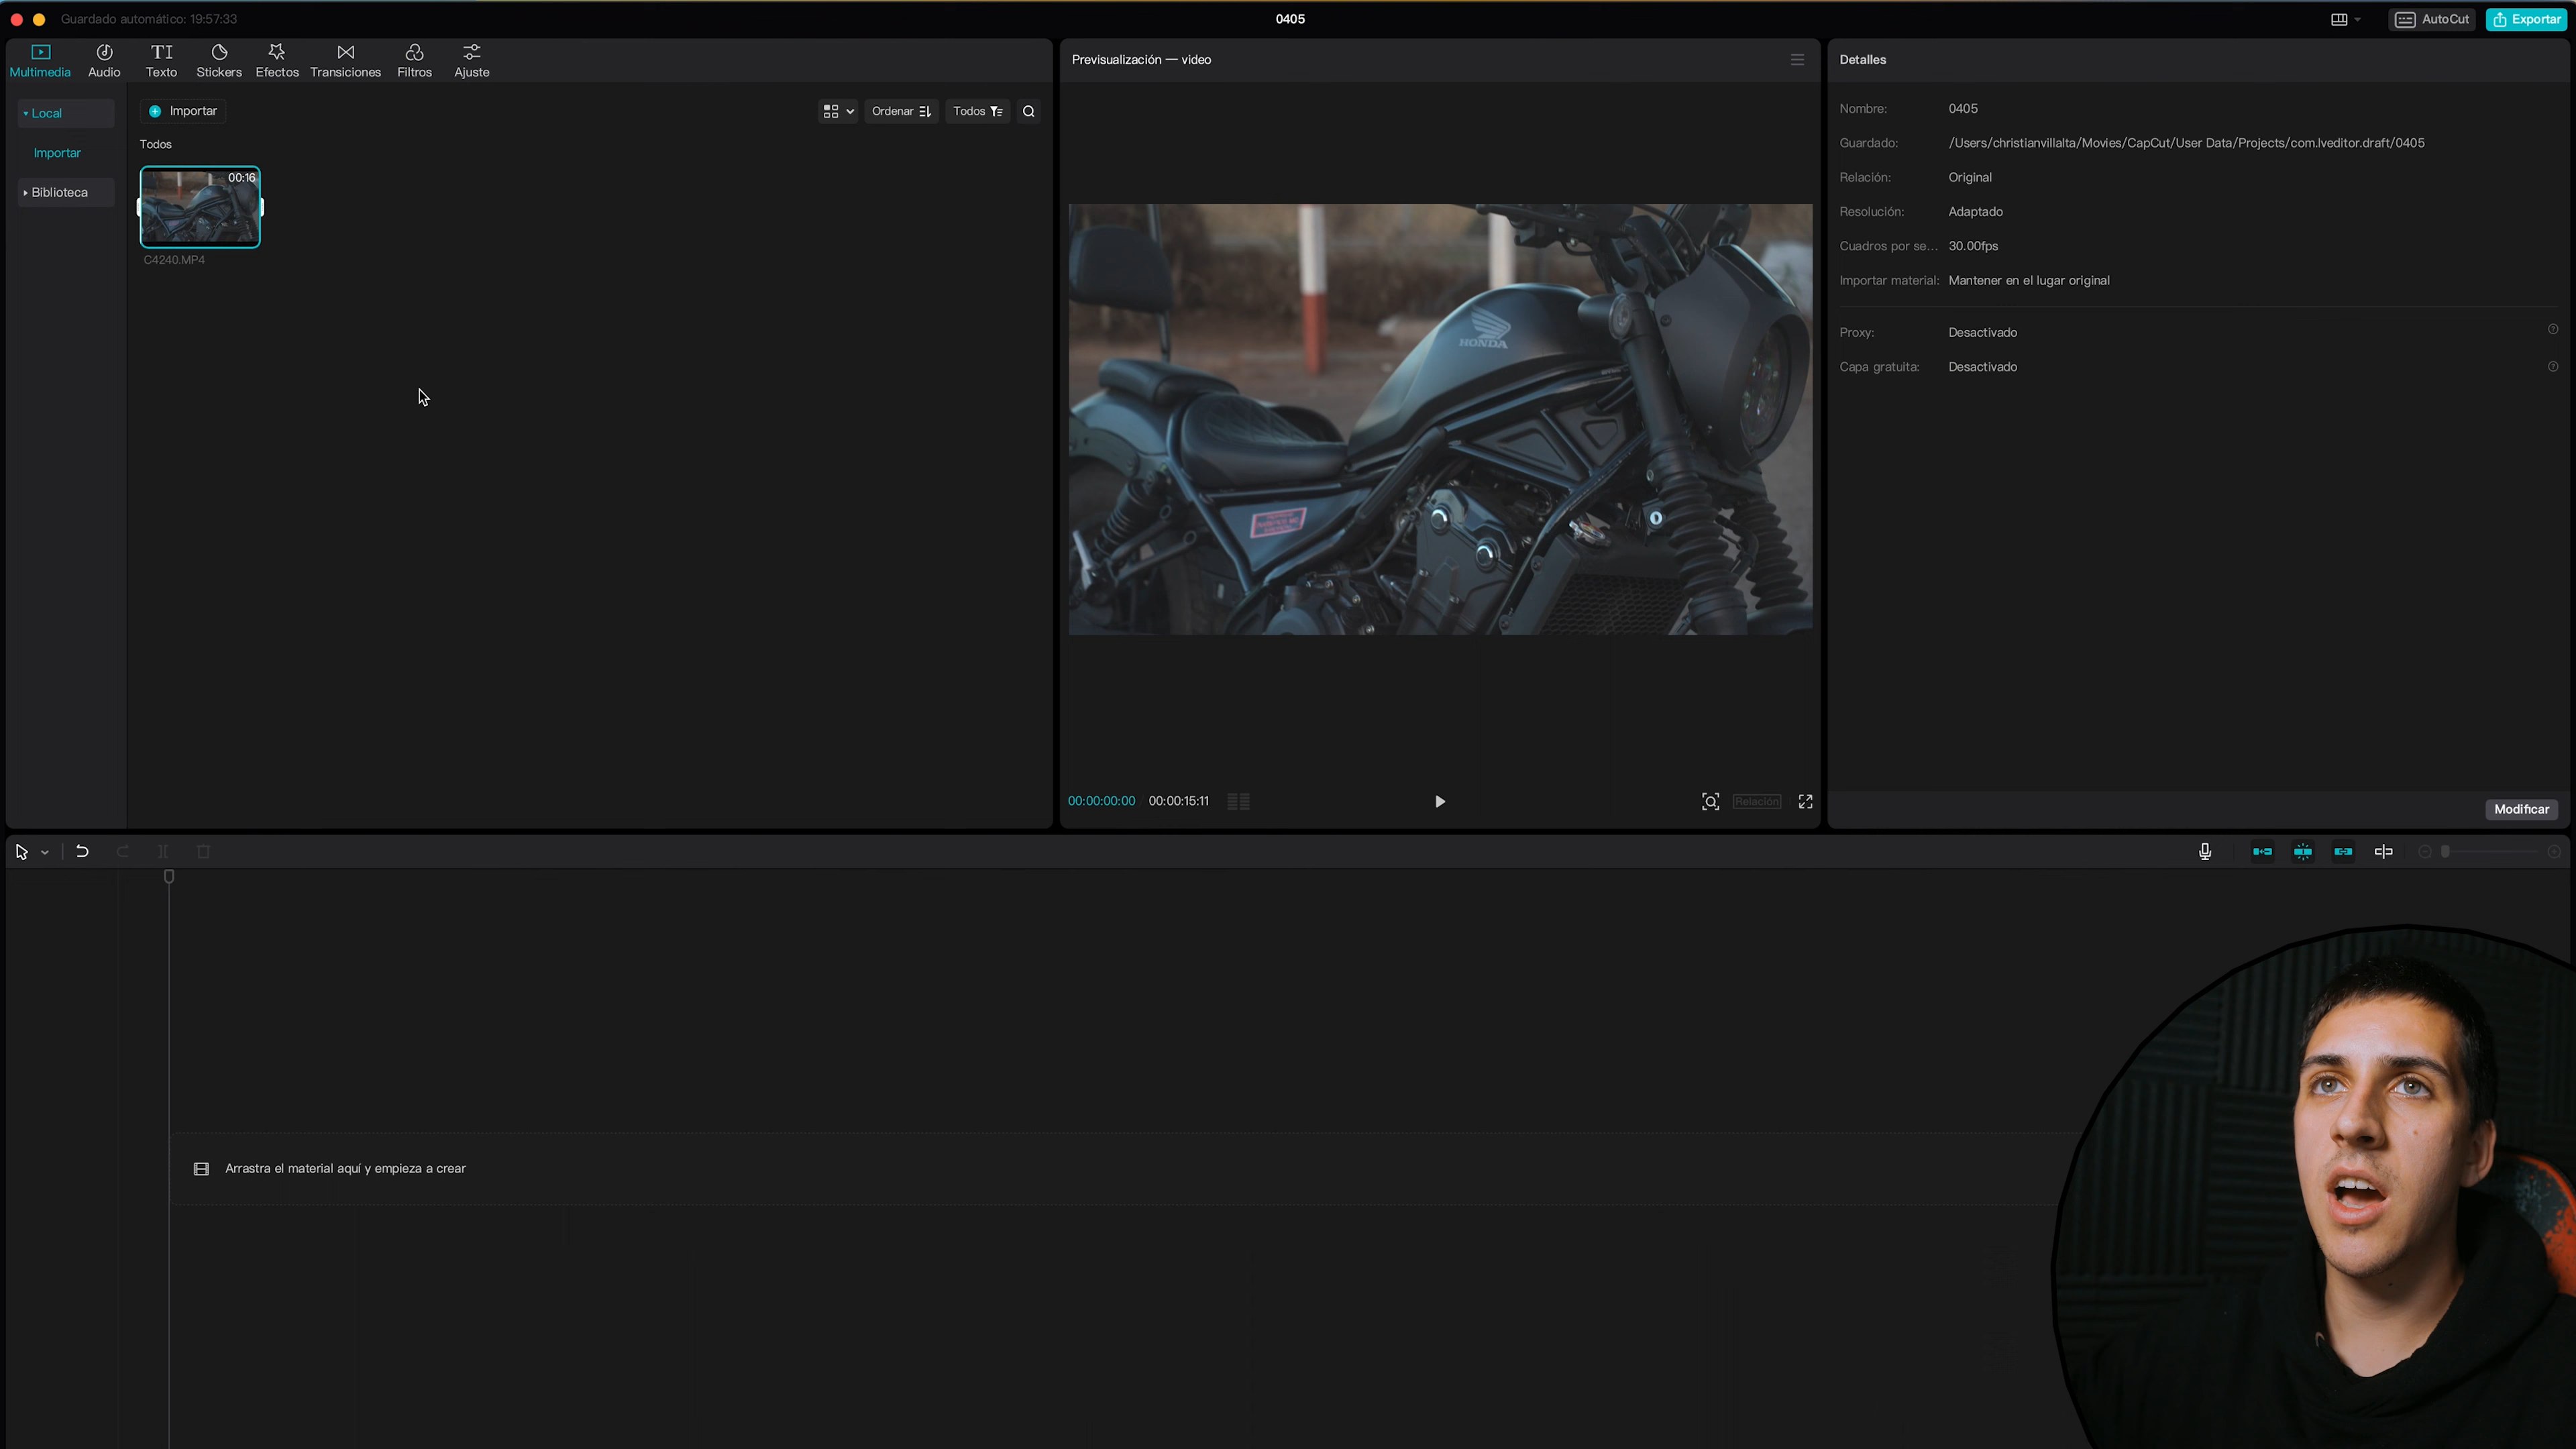 Guardado automático: 19:57:33
0405
AutoCut
Exportar
Multimedia
Audio
Texto
Stickers
Efectos
Transiciones
Filtros
Ajuste
Local
Importar
Biblioteca
Importar
Ordenar
Todos
Todos
00:16
C4240.MP4
Previsualización — video
HONDA
00:00:00:00
00:00:15:11
Relación
Detalles
Nombre: 0405
Guardado: /Users/christianvillalta/Movies/CapCut/User Data/Projects/com.lveditor.draft/0405
Relación: Original
Resolución: Adaptado
Cuadros por se... 30.00fps
Importar material: Mantener en el lugar original
Proxy: Desactivado
Capa gratuita: Desactivado
Modificar
Arrastra el material aquí y empieza a crear